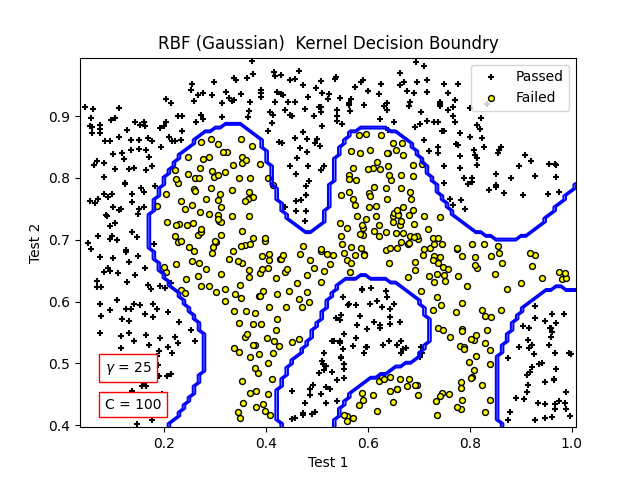 RBF (Gaussian)  Kernel Decision Boundry
Passed
Failed
Test 2
0.9
0.8
0.7
0.6
0.5
0.4
γ = 25
C = 100
0.2
0.4
0.6
0.8
1.0
Test 1